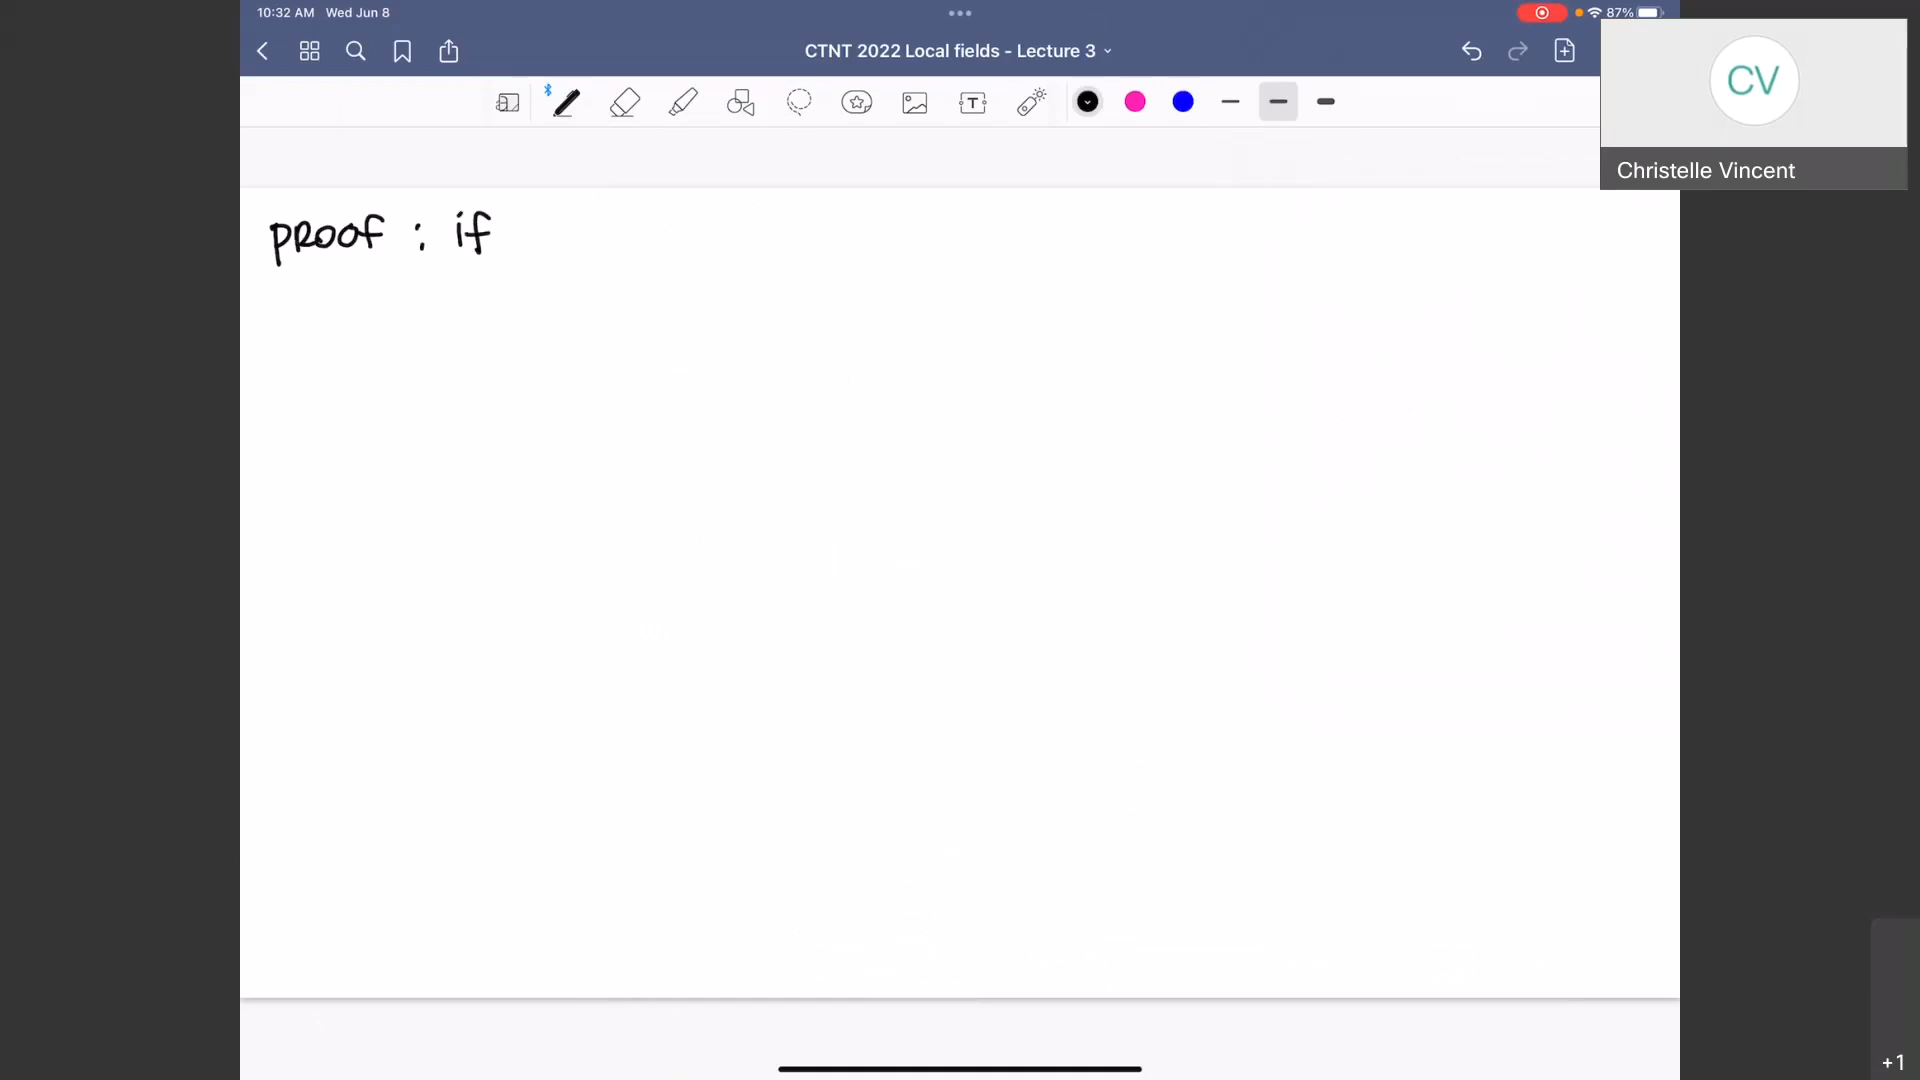 10:32 AM Wed Jun 8
87%
CTNT 2022 Local fields - Lecture 3
T
CV
Christelle Vincent
proof : if
+1